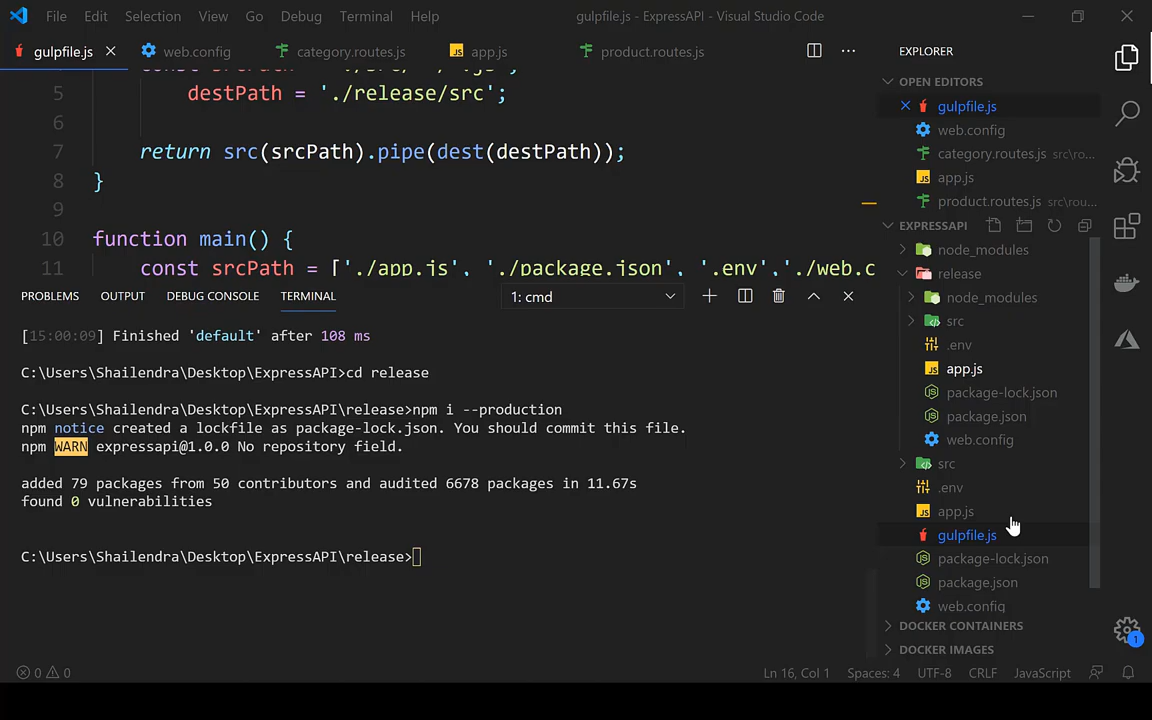 File Edit Selection View Go Debug Terminal Help
gulpfile.js - ExpressAPI - Visual Studio Code
gulpfile.js
web.config
category.routes.js
app.js
product.routes.js
5 destPath = './release/src';
6
7 return src(srcPath).pipe(dest(destPath));
8 }
9
10 function main() {
11 const srcPath = ['./app.js', './package.json', '.env','./web.c
PROBLEMS OUTPUT DEBUG CONSOLE TERMINAL
1: cmd
[15:00:09] Finished 'default' after 108 ms
C:\Users\Shailendra\Desktop\ExpressAPI>cd release
C:\Users\Shailendra\Desktop\ExpressAPI\release>npm i --production
npm notice created a lockfile as package-lock.json. You should commit this file.
npm WARN expressapi@1.0.0 No repository field.
added 79 packages from 50 contributors and audited 6678 packages in 11.67s
found 0 vulnerabilities
C:\Users\Shailendra\Desktop\ExpressAPI\release>
EXPLORER
OPEN EDITORS
gulpfile.js
web.config
category.routes.js src\ro...
app.js
product.routes.js src\rou...
EXPRESSAPI
node_modules
release
node_modules
src
.env
app.js
package-lock.json
package.json
web.config
src
.env
app.js
gulpfile.js
package-lock.json
package.json
web.config
DOCKER CONTAINERS
DOCKER IMAGES
1
0 0
Ln 16, Col 1 Spaces: 4 UTF-8 CRLF JavaScript